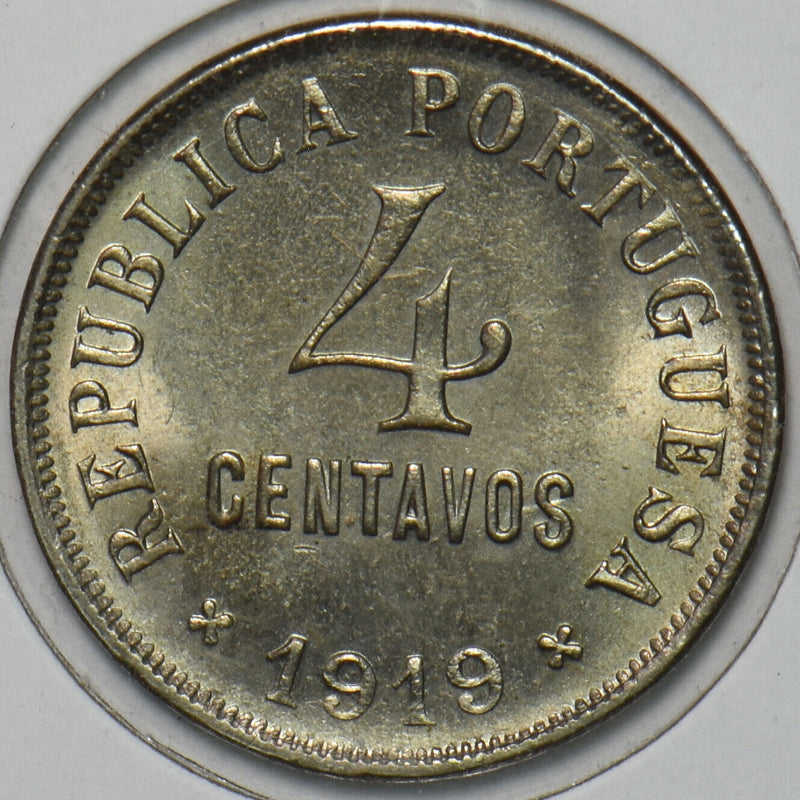 REPUBLICA PORTUGUESA
4
CENTAVOS
1919